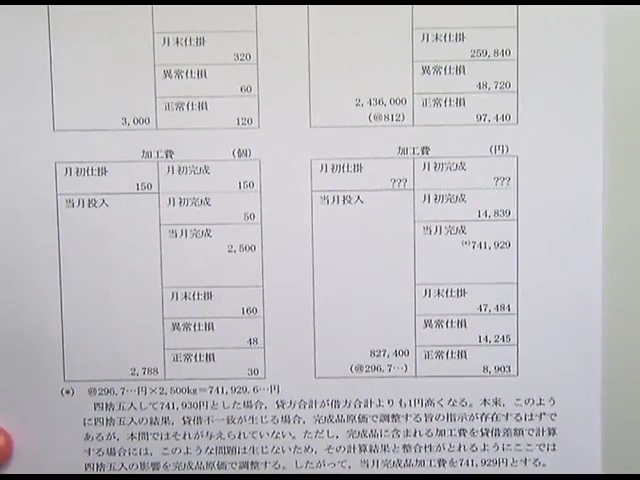 月末仕掛
320
異常仕損
60
正常仕損
3,000 120
月末仕掛
259,840
異常仕損
48,720
2,436,000 正常仕損
(@812) 97,440
加工費 (個)
月初仕掛 月初完成
150 150
当月投入 月初完成
50
当月完成
2,500
月末仕掛
160
異常仕損
48
正常仕損
2,788 30
加工費 (円)
月初仕掛 月初完成
??? ???
当月投入 月初完成
14,839
当月完成
(*)741,929
月末仕掛
47,484
異常仕損
14,245
827,400 正常仕損
(@296.7…) 8,903
(*) @296.7…円×2,500kg=741,929.6…円
四捨五入して741,930円とした場合,貸方合計が借方合計よりも1円高くなる。本来,このよう
に四捨五入の結果,貸借不一致が生じる場合,完成品原価で調整する旨の指示が存在するはずで
あるが,本問ではそれが与えられていない。ただし,完成品に含まれる加工費を貸借差額で計算
する場合には,このような問題は生じないため,その計算結果と整合性がとれるようにここでは
四捨五入の影響を完成品原価で調整する。したがって,当月完成品加工費を741,929円とする。